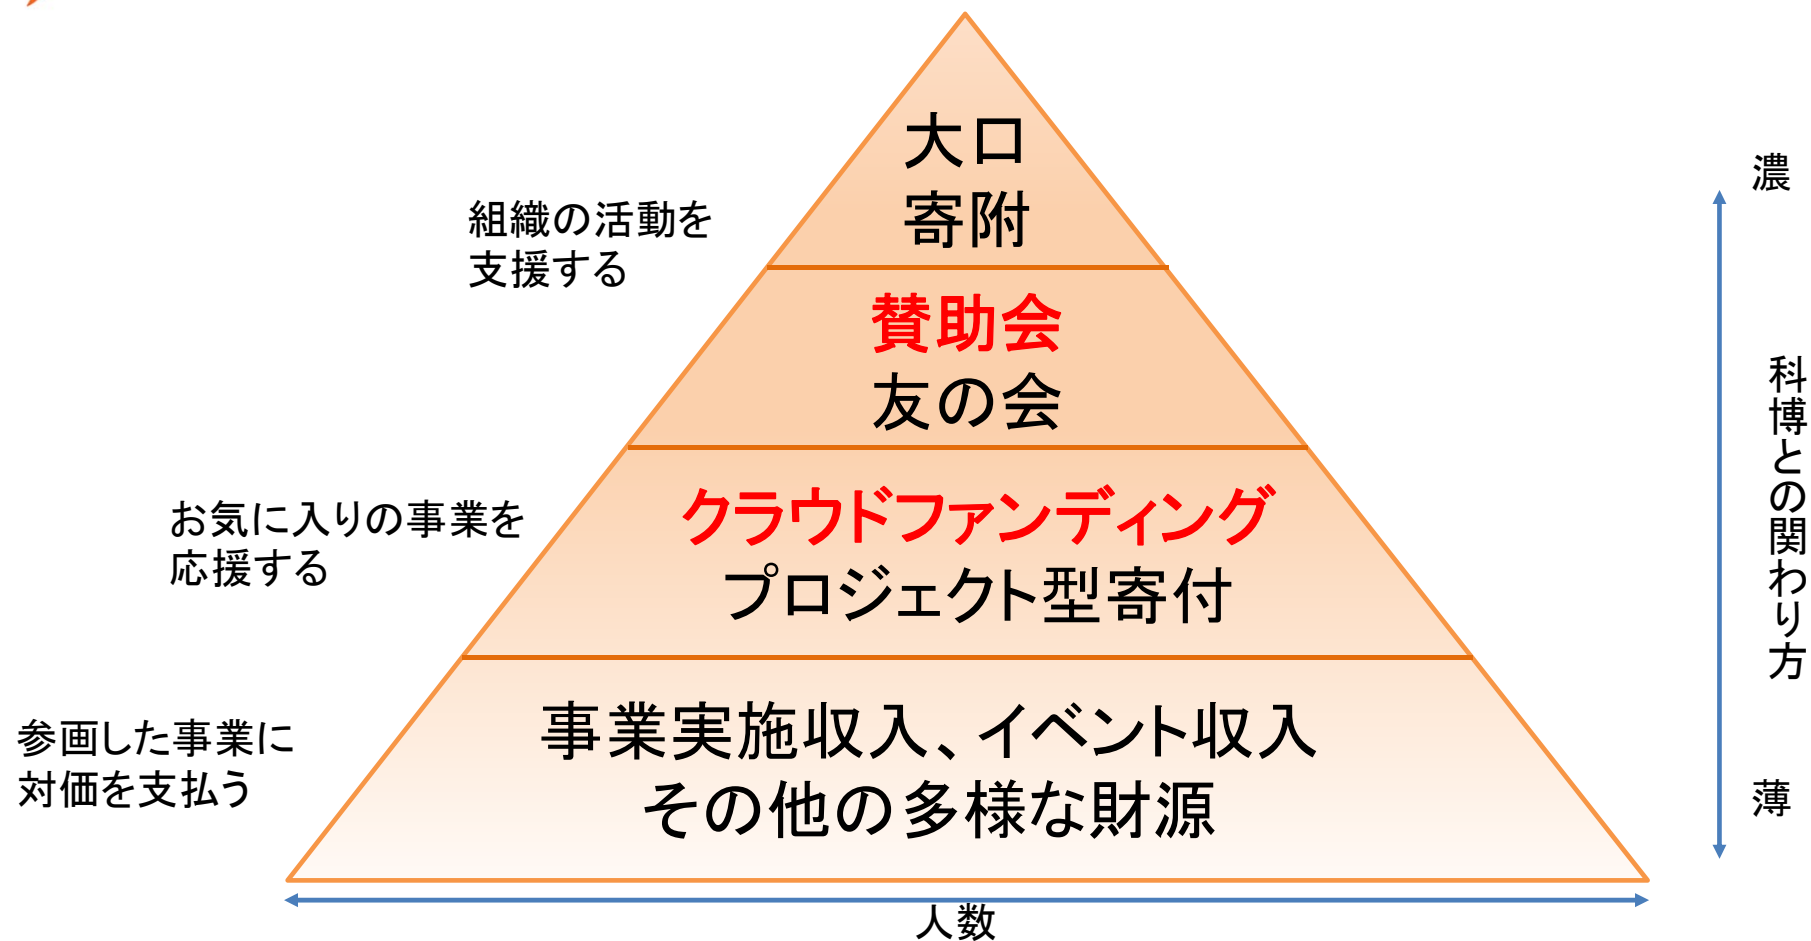 大口
寄附
組織の活動を
支援する
賛助会
友の会
お気に入りの事業を
応援する
クラウドファンディング
プロジェクト型寄付
参画した事業に
対価を支払う
事業実施収入、イベント収入
その他の多様な財源
人数
濃
科博との関わり方
薄